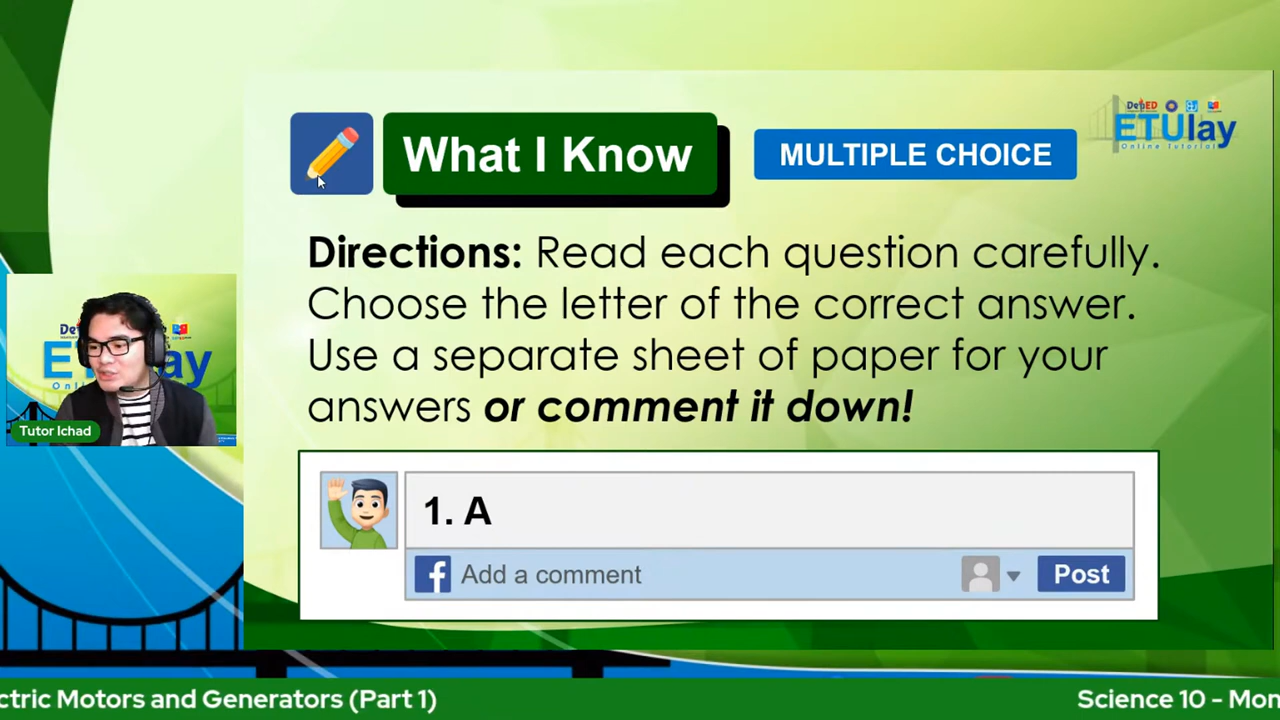 What I Know
MULTIPLE CHOICE
DepED
ETUlay
Online Tutorial
Directions: Read each question carefully.
Choose the letter of the correct answer.
Use a separate sheet of paper for your
answers or comment it down!
Tutor Ichad
1. A
f Add a comment
Post
ctric Motors and Generators (Part 1)
Science 10 - Mon